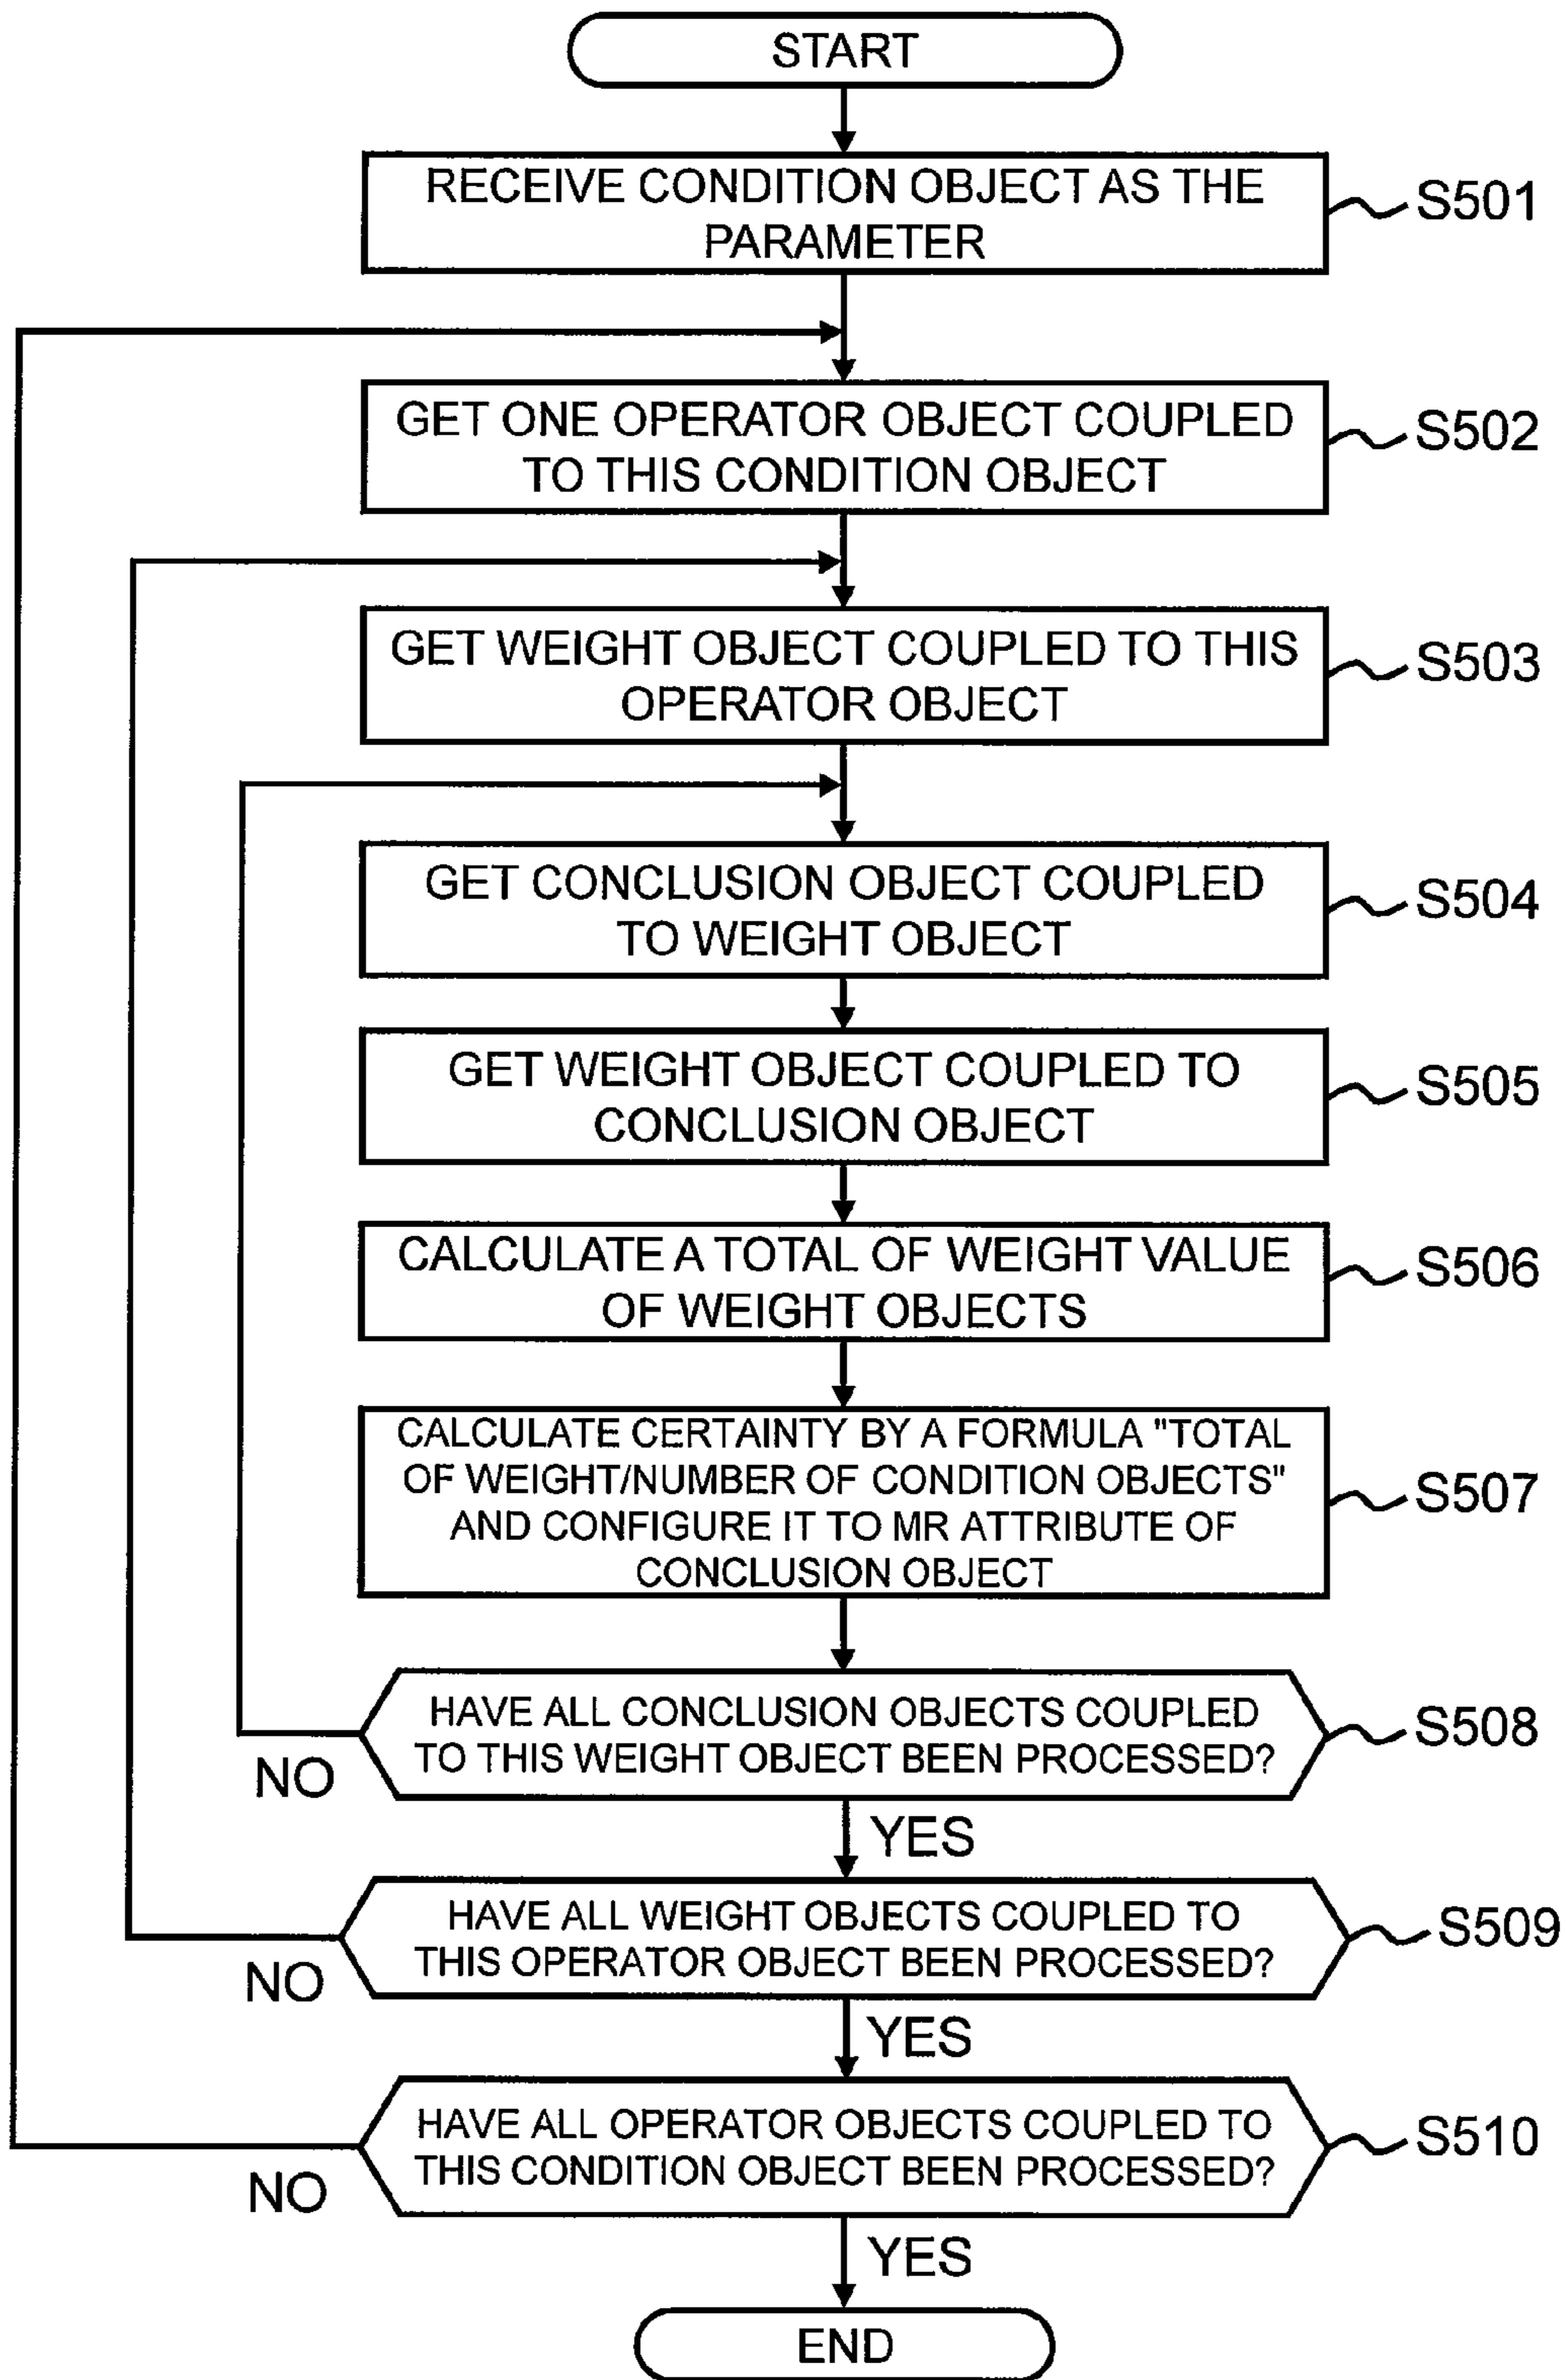 START
RECEIVE CONDITION OBJECT AS THE
PARAMETER
S501
GET ONE OPERATOR OBJECT COUPLED
TO THIS CONDITION OBJECT
S502
GET WEIGHT OBJECT COUPLED TO THIS
OPERATOR OBJECT
S503
GET CONCLUSION OBJECT COUPLED
TO WEIGHT OBJECT
S504
GET WEIGHT OBJECT COUPLED TO
CONCLUSION OBJECT
S505
CALCULATE A TOTAL OF WEIGHT VALUE
OF WEIGHT OBJECTS
S506
CALCULATE CERTAINTY BY A FORMULA "TOTAL
OF WEIGHT/NUMBER OF CONDITION OBJECTS"
AND CONFIGURE IT TO MR ATTRIBUTE OF
CONCLUSION OBJECT
S507
HAVE ALL CONCLUSION OBJECTS COUPLED
TO THIS WEIGHT OBJECT BEEN PROCESSED?
S508
NO
YES
HAVE ALL WEIGHT OBJECTS COUPLED TO
THIS OPERATOR OBJECT BEEN PROCESSED?
S509
NO
YES
HAVE ALL OPERATOR OBJECTS COUPLED TO
THIS CONDITION OBJECT BEEN PROCESSED?
S510
NO
YES
END